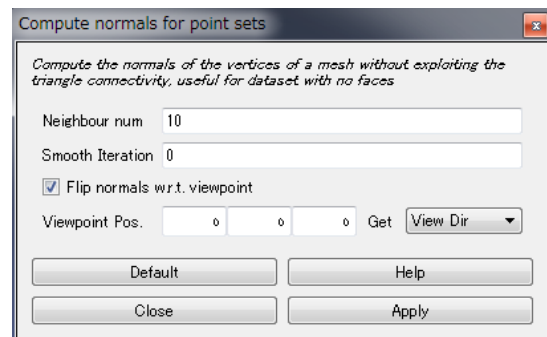 Compute normals for point sets
Compute the normals of the vertices of a mesh without exploiting the
triangle connectivity, useful for dataset with no faces
Neighbour num 10
Smooth Iteration 0
Flip normals w.r.t. viewpoint
Viewpoint Pos. 0 0 0 Get View Dir
Default Help
Close Apply